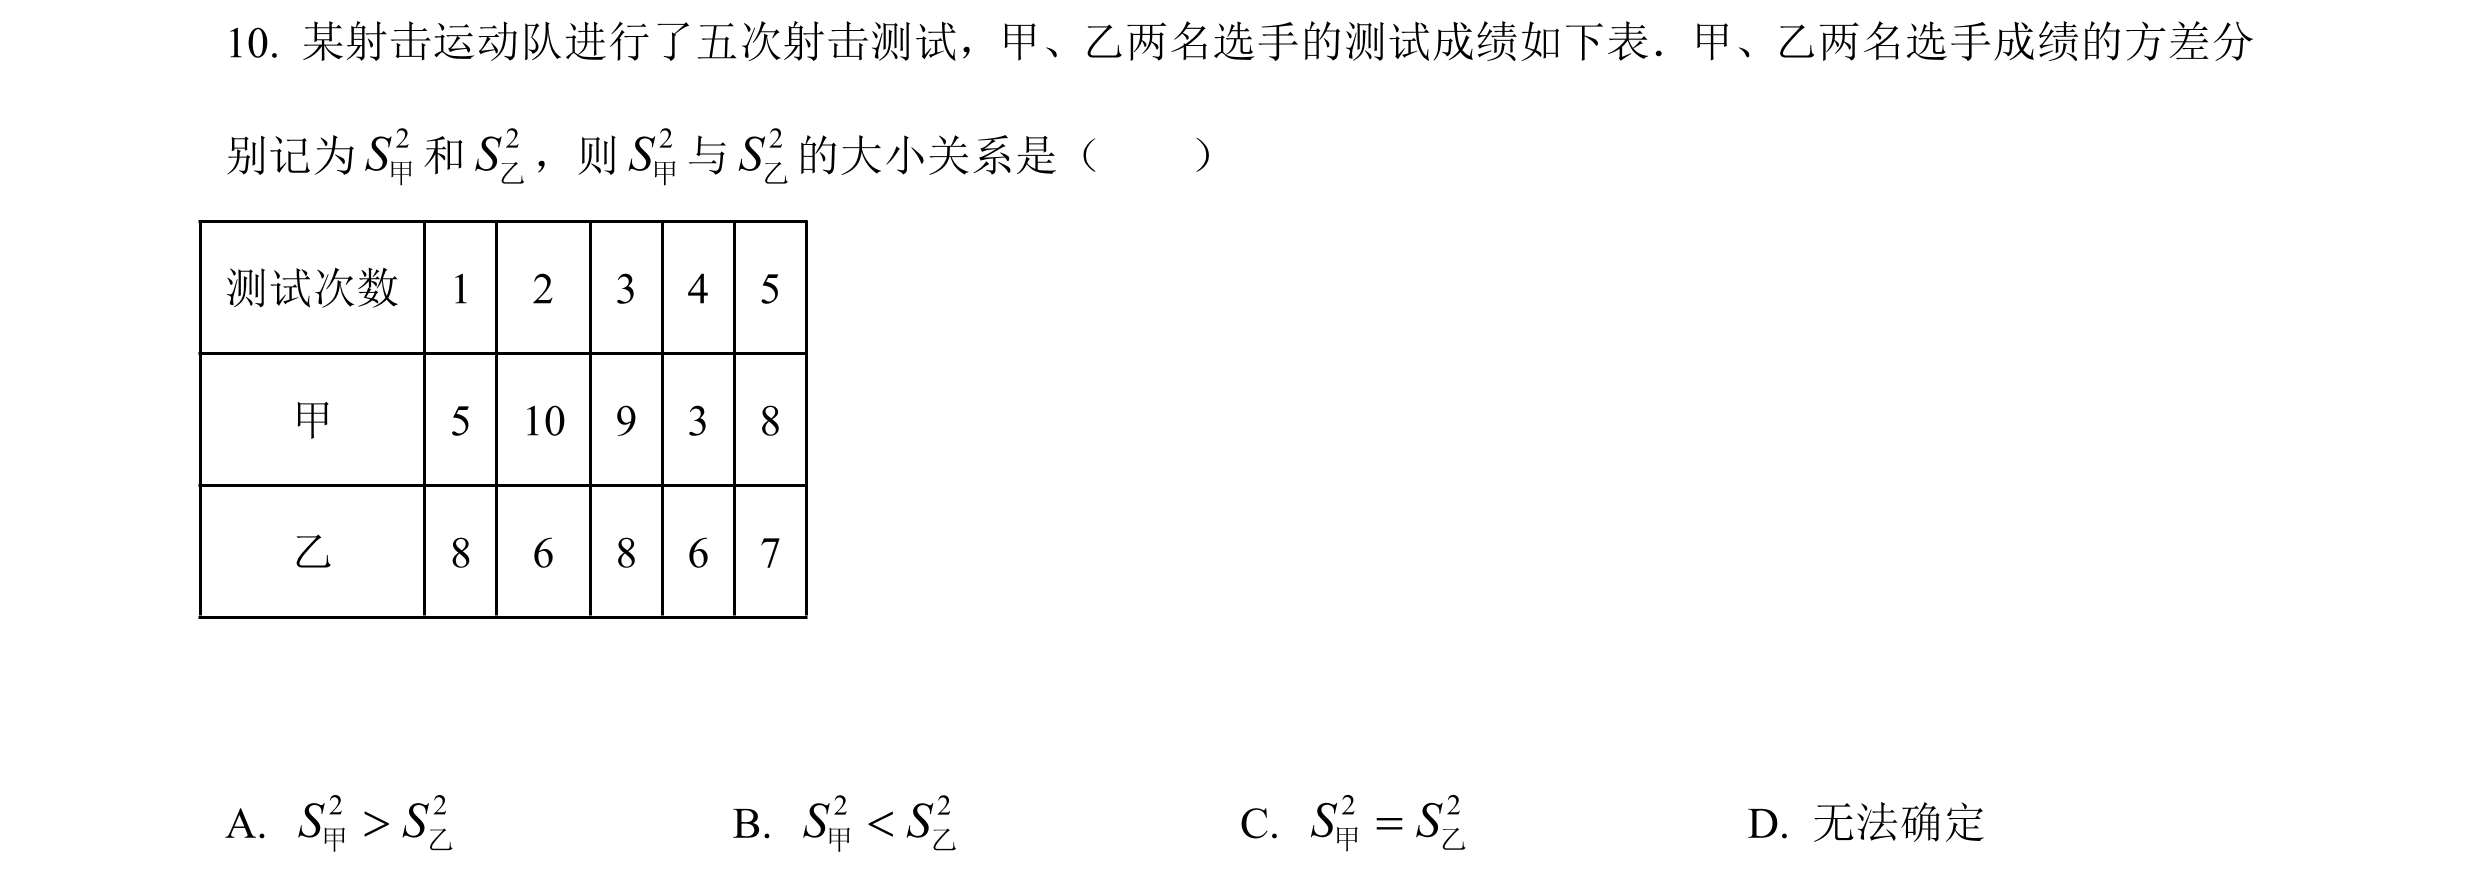 10. 某射击运动队进行了五次射击测试，甲、乙两名选手的测试成绩如下表．甲、乙两名选手成绩的方差分
别记为 $S_{甲}^{2}$ 和 $S_{乙}^{2}$，则 $S_{甲}^{2}$ 与 $S_{乙}^{2}$ 的大小关系是（　　）
测试次数 1 2 3 4 5
甲 5 10 9 3 8
乙 8 6 8 6 7
A. $S_{甲}^{2} > S_{乙}^{2}$ B. $S_{甲}^{2} < S_{乙}^{2}$ C. $S_{甲}^{2} = S_{乙}^{2}$ D. 无法确定